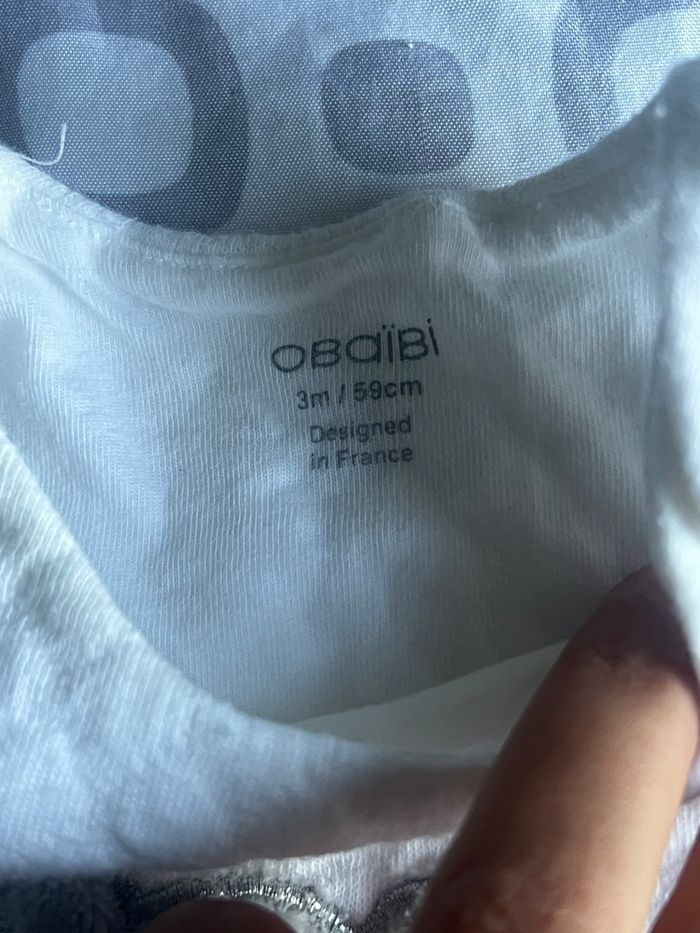 OBaïBi
3m / 59cm
Designed
in France